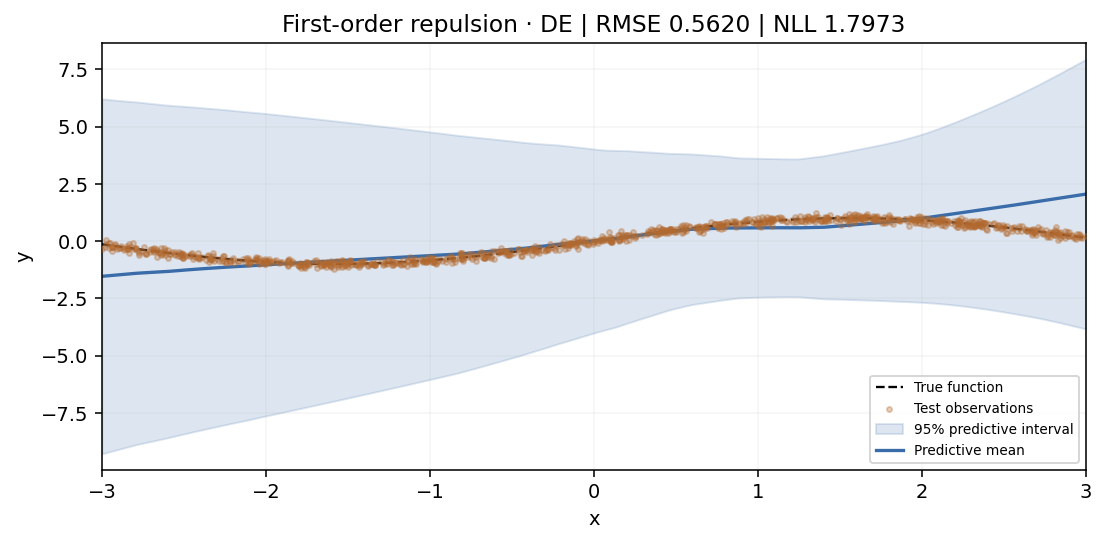 First-order repulsion · DE | RMSE 0.5620 | NLL 1.7973
7.5
5.0
2.5
0.0
−2.5
−5.0
−7.5
y
True function
Test observations
95% predictive interval
Predictive mean
−3 −2 −1 0 1 2 3
x